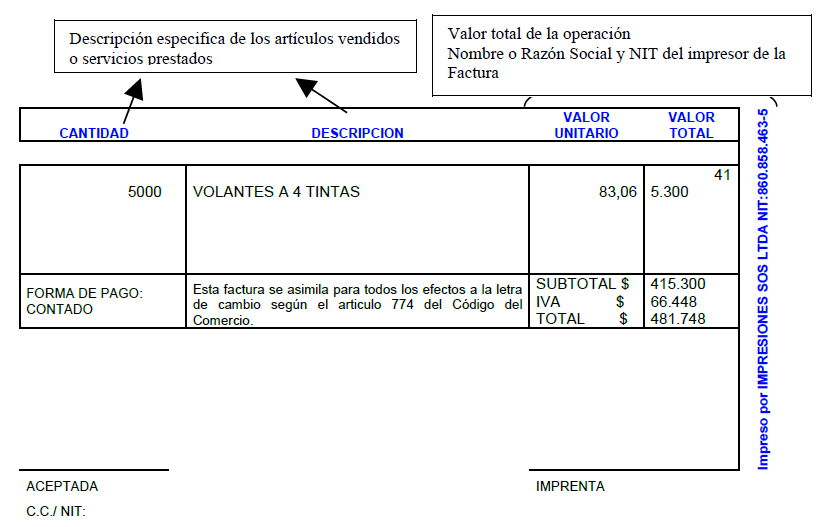 Descripción especifica de los artículos vendidos
o servicios prestados
Valor total de la operación
Nombre o Razón Social y NIT del impresor de la
Factura
CANTIDAD
DESCRIPCION
VALOR
UNITARIO
VALOR
TOTAL
5000
VOLANTES A 4 TINTAS
83,06
41
5.300
FORMA DE PAGO:
CONTADO
Esta factura se asimila para todos los efectos a la letra
de cambio según el articulo 774 del Código del
Comercio.
SUBTOTAL $ 415.300
IVA $ 66.448
TOTAL $ 481.748
Impreso por IMPRESIONES SOS LTDA NIT:860.858.463-5
ACEPTADA
IMPRENTA
C.C./ NIT: